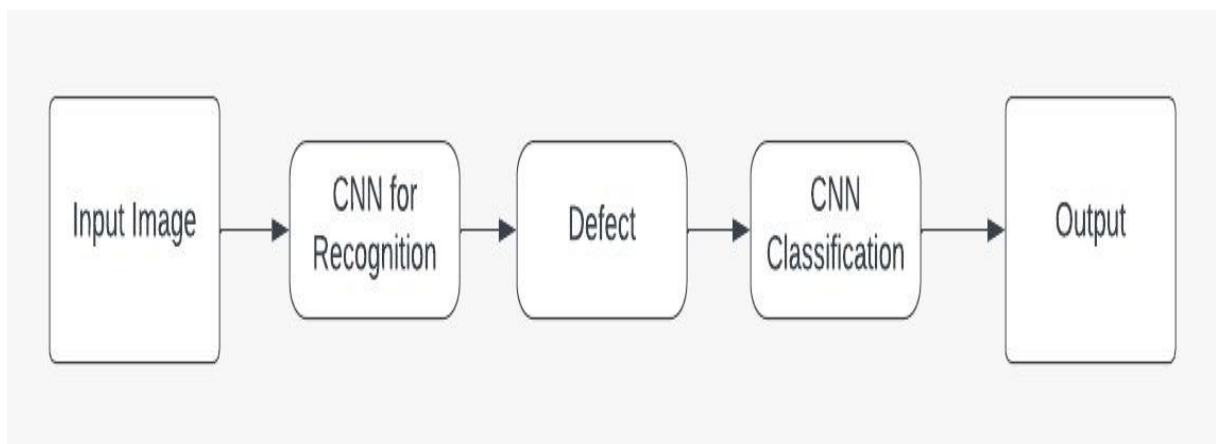 Input Image
CNN for
Recognition
Defect
CNN
Classification
Output